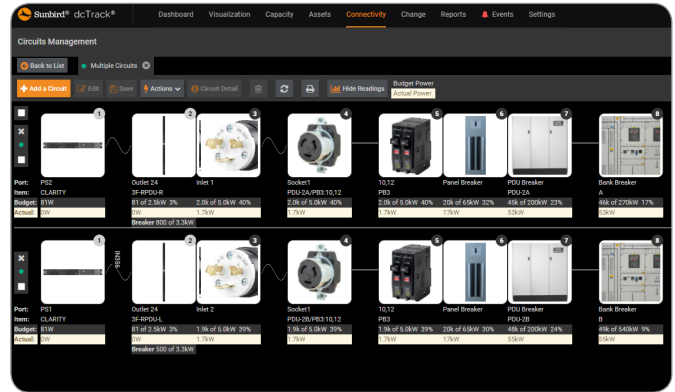 Sunbird® dcTrack® Dashboard Visualization Capacity Assets Connectivity Change Reports Events Settings
Circuits Management
Back to List Multiple Circuits
Add a Circuit Edit Save Actions Circuit Detail Hide Readings Budget Power
Actual Power
1 2 3 4 5 6 7 8
Port: PS2 Outlet 24 Inlet 1 Socket1 10,12 Panel Breaker PDU Breaker Bank Breaker
Item: CLARITY 3F-RPDU-R PDU-2A/PB3:10,12 PB3 PDU-2A A
Budget: 81W 81 of 2.5kW 3% 2.0k of 5.0kW 40% 2.0k of 5.0kW 40% 2.0k of 5.0kW 40% 20k of 65kW 32% 45k of 200kW 23% 46k of 270kW 17%
Actual: 0W 0W 1.7kW 1.7kW 1.7kW 17kW 53kW 53kW
Breaker 800 of 3.3kW
1 2 3 4 5 6 7 8
IN3S6
Port: PS1 Outlet 24 Inlet 2 Socket1 10,12 Panel Breaker PDU Breaker Bank Breaker
Item: CLARITY 3F-RPDU-L PDU-2B/PB3:10,12 PB3 PDU-2B B
Budget: 81W 81 of 2.5kW 3% 1.9k of 5.0kW 39% 1.9k of 5.0kW 39% 1.9k of 5.0kW 39% 20k of 65kW 30% 48k of 200kW 24% 49k of 540kW 9%
Actual: 0W 0W 1.7kW 1.7kW 1.7kW 17kW 55kW 55kW
Breaker 500 of 3.3kW